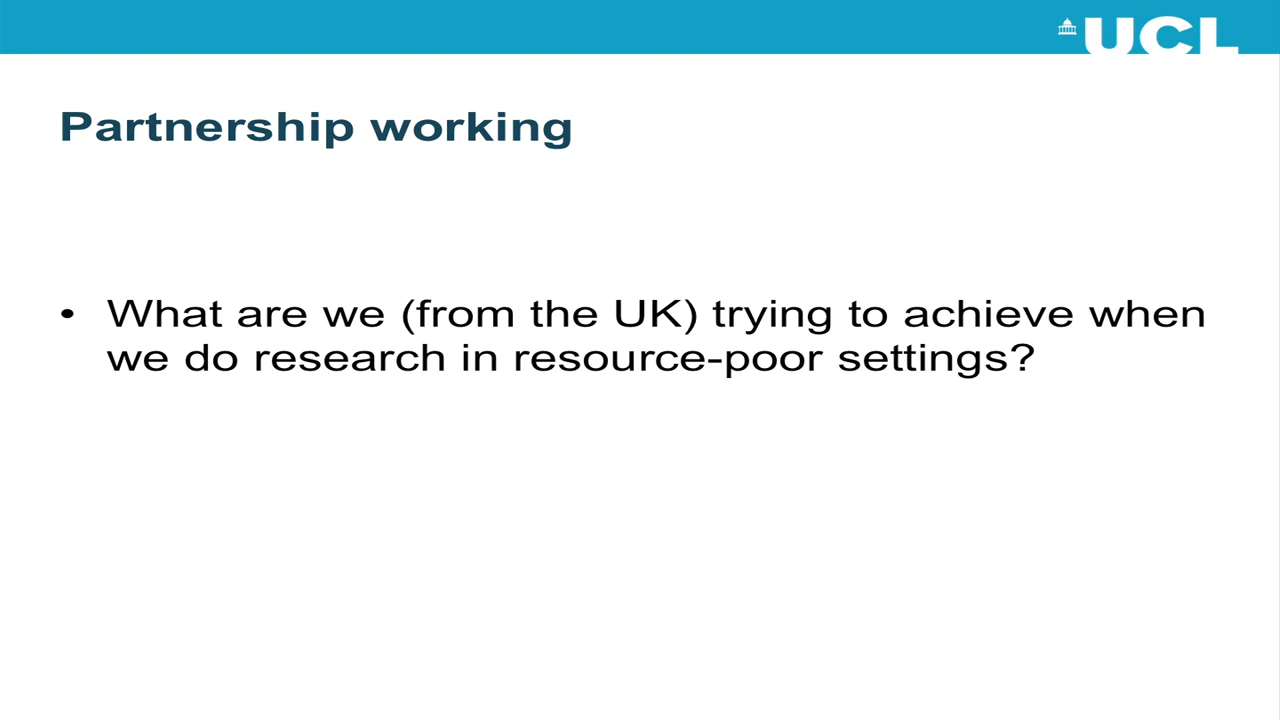 UCL
Partnership working
• What are we (from the UK) trying to achieve when
we do research in resource-poor settings?